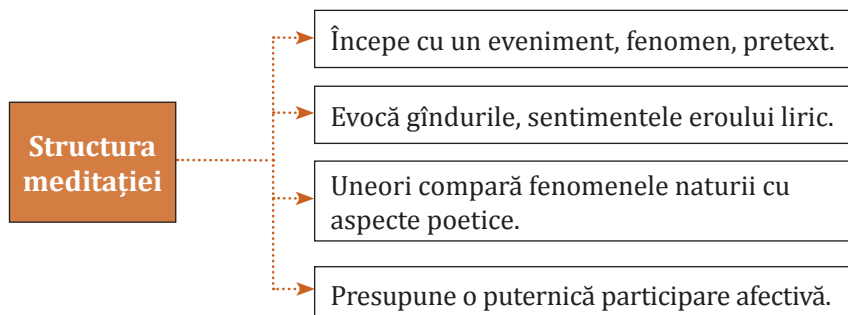 Structura
meditației
Începe cu un eveniment, fenomen, pretext.
Evocă gîndurile, sentimentele eroului liric.
Uneori compară fenomenele naturii cu
aspecte poetice.
Presupune o puternică participare afectivă.